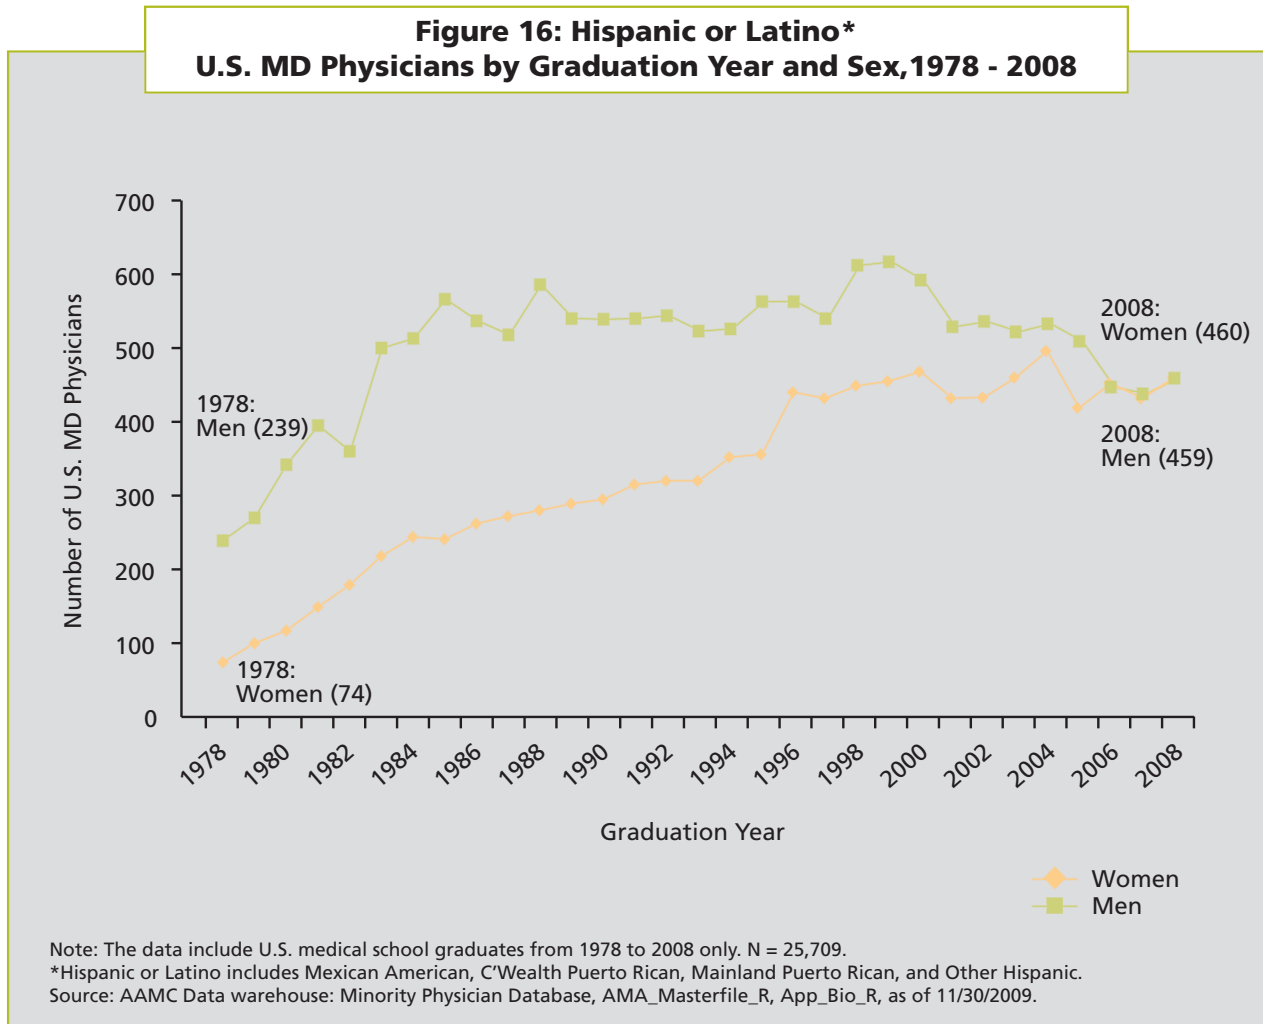 Figure 16: Hispanic or Latino*
U.S. MD Physicians by Graduation Year and Sex,1978 - 2008
700
600
500
400
300
200
100
0
Number of U.S. MD Physicians
1978:
Men (239)
1978:
Women (74)
2008:
Women (460)
2008:
Men (459)
1978
1980
1982
1984
1986
1988
1990
1992
1994
1996
1998
2000
2002
2004
2006
2008
Graduation Year
Women
Men
Note: The data include U.S. medical school graduates from 1978 to 2008 only. N = 25,709.
*Hispanic or Latino includes Mexican American, C’Wealth Puerto Rican, Mainland Puerto Rican, and Other Hispanic.
Source: AAMC Data warehouse: Minority Physician Database, AMA_Masterfile_R, App_Bio_R, as of 11/30/2009.